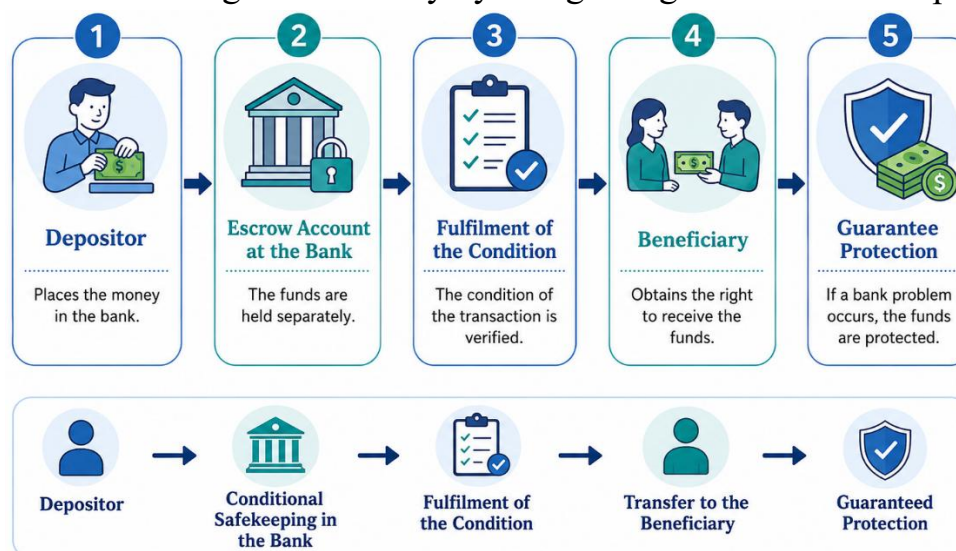 1
Depositor
Places the money
in the bank.
2
Escrow Account
at the Bank
The funds are
held separately.
3
Fulfilment of
the Condition
The condition of
the transaction is
verified.
4
Beneficiary
Obtains the right
to receive the
funds.
5
Guarantee
Protection
If a bank problem
occurs, the funds
are protected.
Depositor
Conditional
Safekeeping in
the Bank
Fulfilment of
the Condition
Transfer to the
Beneficiary
Guaranteed
Protection